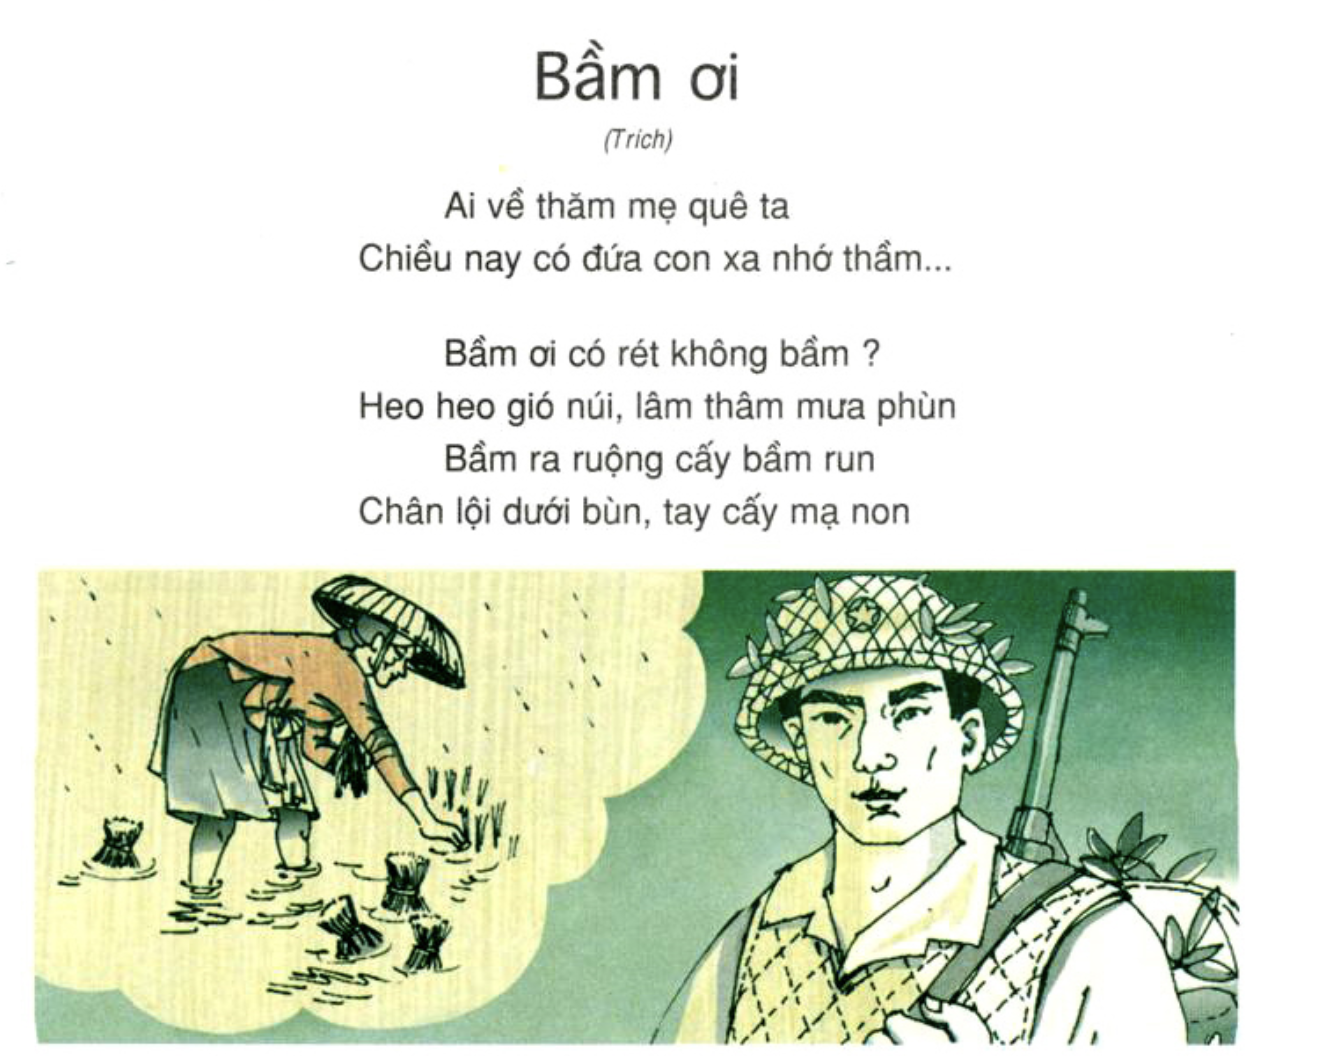 Bầm ơi
(Trích)
Ai về thăm mẹ quê ta
Chiều nay có đứa con xa nhớ thầm...
Bầm ơi có rét không bầm ?
Heo heo gió núi, lâm thâm mưa phùn
Bầm ra ruộng cấy bầm run
Chân lội dưới bùn, tay cấy mạ non